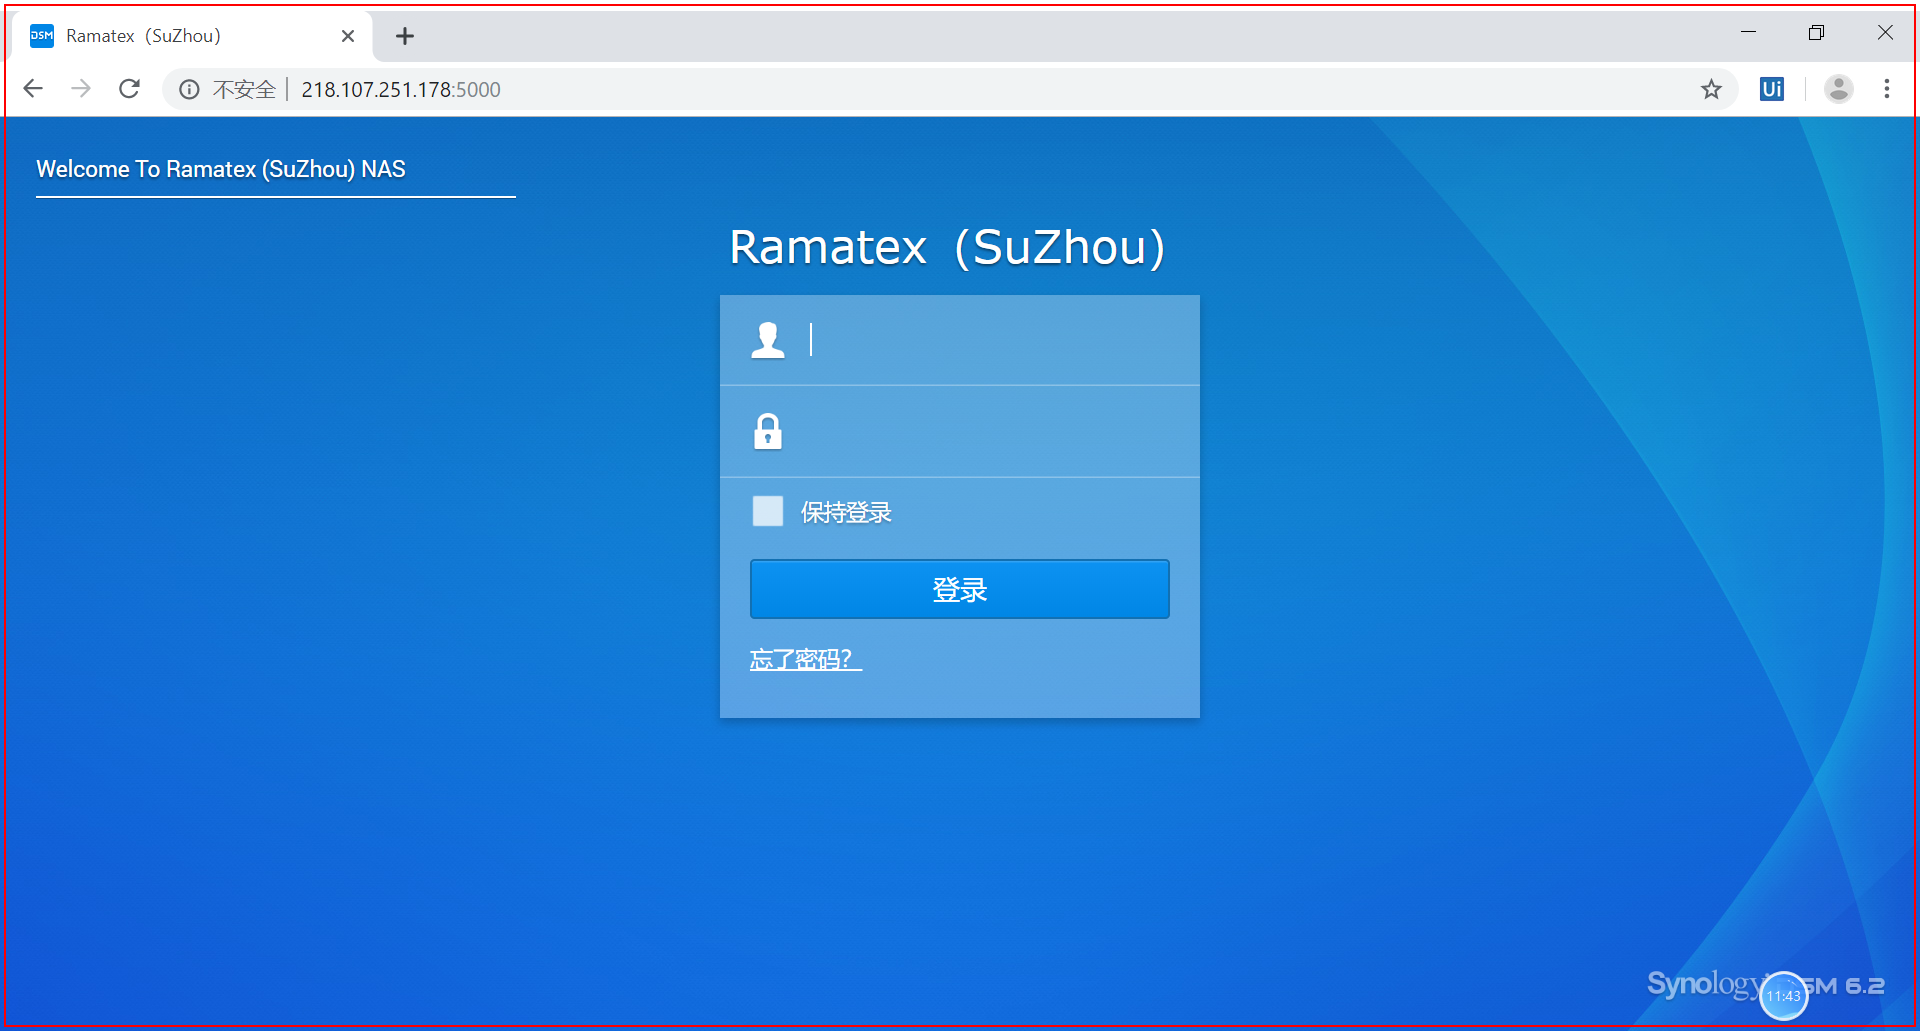 DSM Ramatex（SuZhou）
不安全 218.107.251.178:5000 Ui
Welcome To Ramatex (SuZhou) NAS
Ramatex（SuZhou）
保持登录
登录
忘了密码？
Synology SM 6.2
11:43